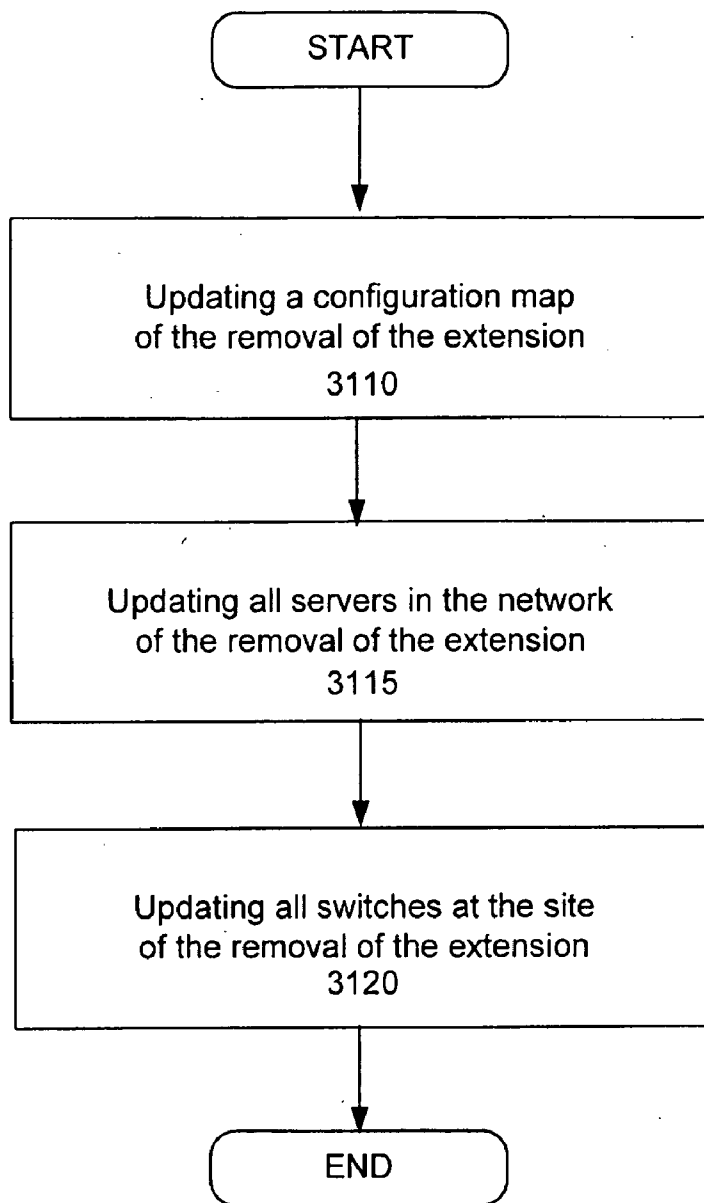 START
Updating a configuration map
of the removal of the extension
3110
Updating all servers in the network
of the removal of the extension
3115
Updating all switches at the site
of the removal of the extension
3120
END